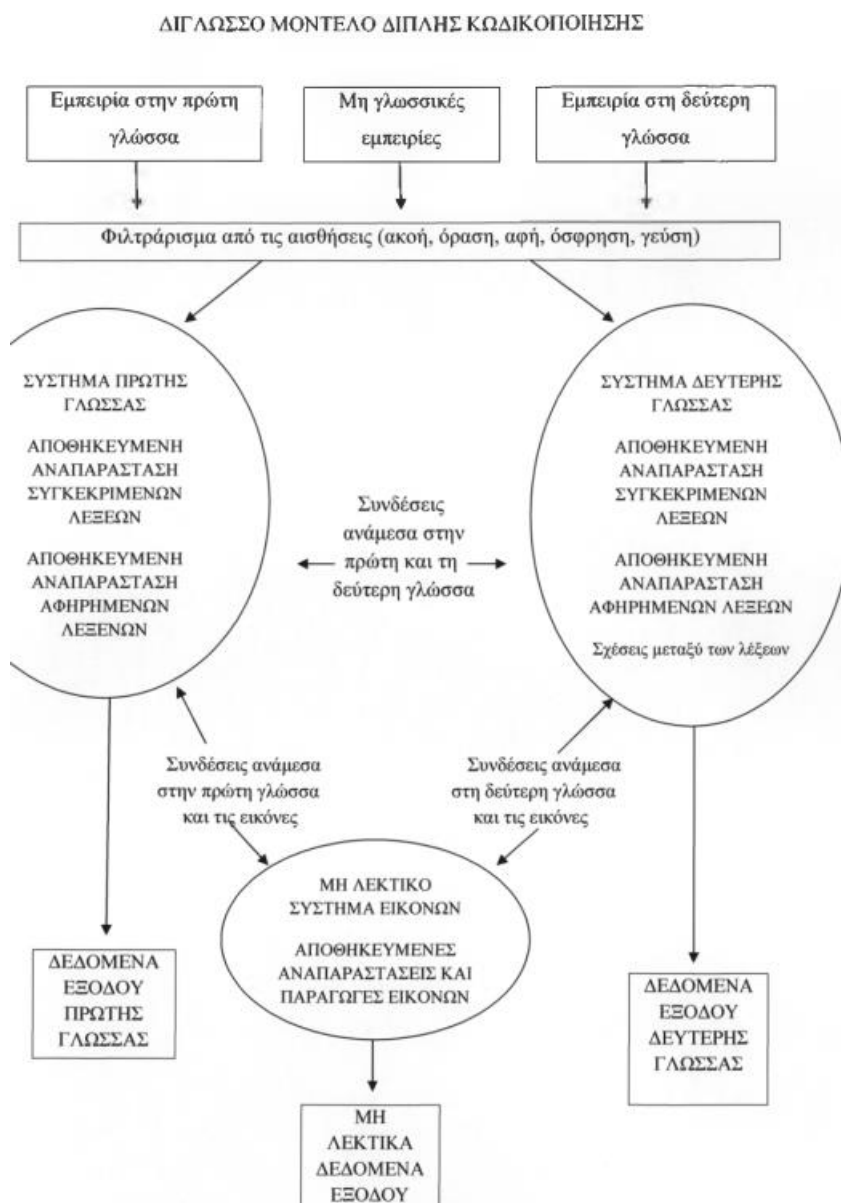 ΔΙΓΛΩΣΣΟ ΜΟΝΤΕΛΟ ΔΙΠΛΗΣ ΚΩΔΙΚΟΠΟΙΗΣΗΣ
Εμπειρία στην πρώτη
γλώσσα
Μη γλωσσικές
εμπειρίες
Εμπειρία στη δεύτερη
γλώσσα
Φιλτράρισμα από τις αισθήσεις (ακοή, όραση, αφή, όσφρηση, γεύση)
ΣΥΣΤΗΜΑ ΠΡΩΤΗΣ
ΓΛΩΣΣΑΣ
ΑΠΟΘΗΚΕΥΜΕΝΗ
ΑΝΑΠΑΡΑΣΤΑΣΗ
ΣΥΓΚΕΚΡΙΜΕΝΩΝ
ΛΕΞΕΩΝ
ΑΠΟΘΗΚΕΥΜΕΝΗ
ΑΝΑΠΑΡΑΣΤΑΣΗ
ΑΦΗΡΗΜΕΝΩΝ
ΛΕΞΕΝΩΝ
Συνδέσεις
ανάμεσα στην
πρώτη και τη
δεύτερη γλώσσα
ΣΥΣΤΗΜΑ ΔΕΥΤΕΡΗΣ
ΓΛΩΣΣΑΣ
ΑΠΟΘΗΚΕΥΜΕΝΗ
ΑΝΑΠΑΡΑΣΤΑΣΗ
ΣΥΓΚΕΚΡΙΜΕΝΩΝ
ΛΕΞΕΩΝ
ΑΠΟΘΗΚΕΥΜΕΝΗ
ΑΝΑΠΑΡΑΣΤΑΣΗ
ΑΦΗΡΗΜΕΝΩΝ ΛΕΞΕΩΝ
Σχέσεις μεταξύ των λέξεων
Συνδέσεις ανάμεσα
στην πρώτη γλώσσα
και τις εικόνες
Συνδέσεις ανάμεσα
στη δεύτερη γλώσσα
και τις εικόνες
ΜΗ ΛΕΚΤΙΚΟ
ΣΥΣΤΗΜΑ ΕΙΚΟΝΩΝ
ΑΠΟΘΗΚΕΥΜΕΝΕΣ
ΑΝΑΠΑΡΑΣΤΑΣΕΙΣ ΚΑΙ
ΠΑΡΑΓΩΓΕΣ ΕΙΚΟΝΩΝ
ΔΕΔΟΜΕΝΑ
ΕΞΟΔΟΥ
ΠΡΩΤΗΣ
ΓΛΩΣΣΑΣ
ΔΕΔΟΜΕΝΑ
ΕΞΟΔΟΥ
ΔΕΥΤΕΡΗΣ
ΓΛΩΣΣΑΣ
ΜΗ
ΛΕΚΤΙΚΑ
ΔΕΔΟΜΕΝΑ
ΕΞΟΔΟΥ